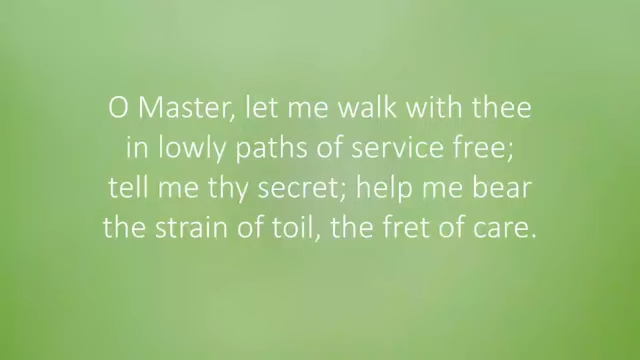 O Master, let me walk with thee
in lowly paths of service free;
tell me thy secret; help me bear
the strain of toil, the fret of care.